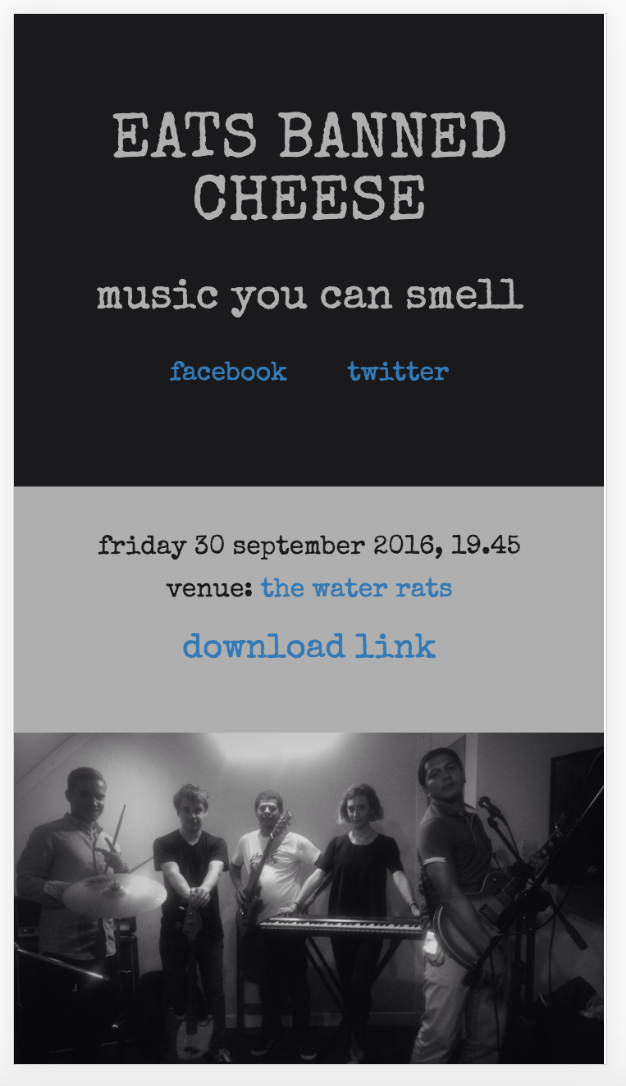 EATS BANNED
CHEESE
music you can smell
facebook twitter
friday 30 september 2016, 19.45
venue: the water rats
download link